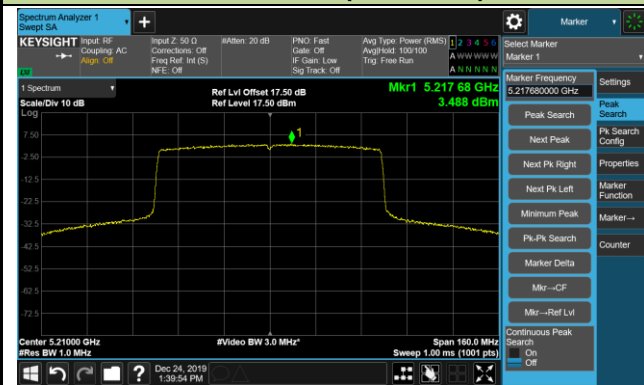 Spectrum Analyzer 1
Swept SA
Marker
KEYSIGHT
Input: RF
Coupling: AC
Align: Off
Input Z: 50 Ω
Corrections: Off
Freq Ref: Int (S)
NFE: Off
#Atten: 20 dB
PNO: Fast
Gate: Off
IF Gain: Low
Sig Track: Off
Avg Type: Power (RMS)
Avg|Hold: 100/100
Trig: Free Run
1 2 3 4 5 6
A W W W W W
A N N N N N
Select Marker
Marker 1
Marker Frequency
5.217680000 GHz
Settings
Peak Search
Next Peak
Next Pk Right
Next Pk Left
Minimum Peak
Pk-Pk Search
Marker Delta
Mkr→CF
Mkr→Ref Lvl
Continuous Peak
Search
On
Off
Peak
Search
Pk Search
Config
Properties
Marker
Function
Marker→
Counter
1 Spectrum
Scale/Div 10 dB
Log
Ref Lvl Offset 17.50 dB
Ref Level 17.50 dBm
Mkr1 5.217 68 GHz
3.488 dBm
1
7.50
-2.50
-12.5
-22.5
-32.5
-42.5
-52.5
-62.5
-72.5
Center 5.21000 GHz
#Res BW 1.0 MHz
#Video BW 3.0 MHz*
Span 160.0 MHz
Sweep 1.00 ms (1001 pts)
Dec 24, 2019
1:39:54 PM